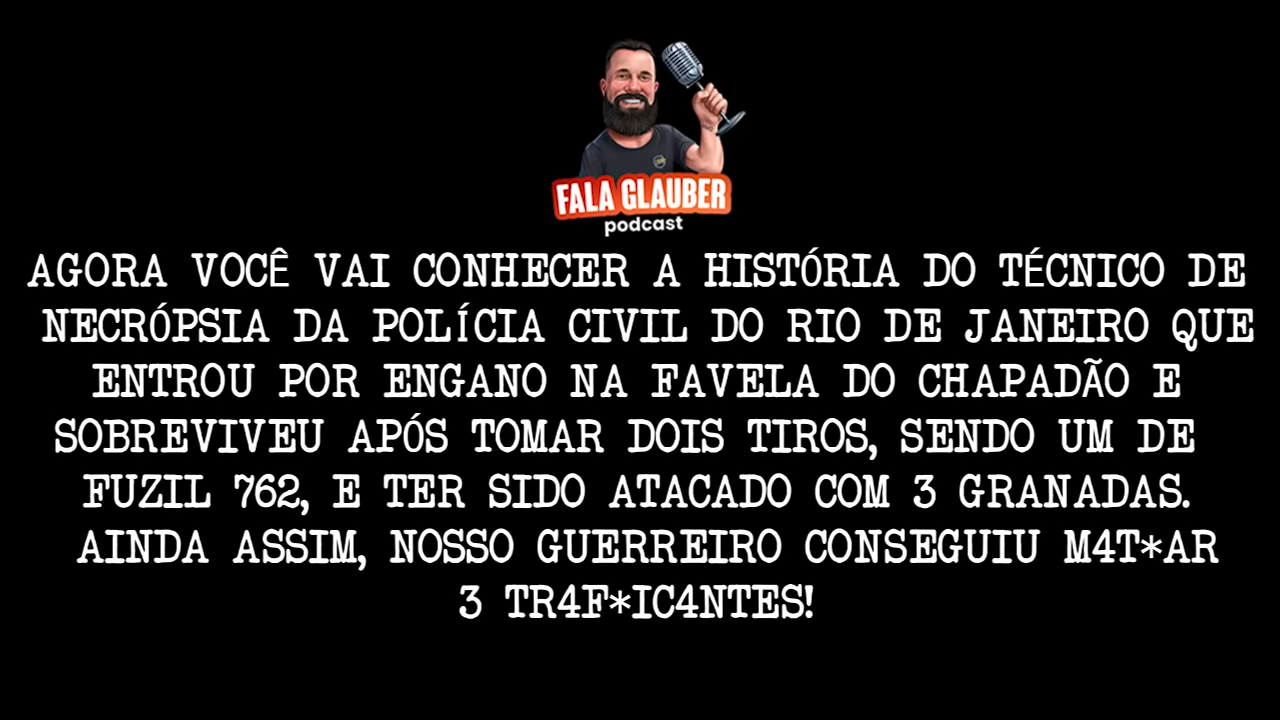 FALA GLAUBER
podcast
AGORA VOCÊ VAI CONHECER A HISTÓRIA DO TÉCNICO DE
NECRÓPSIA DA POLÍCIA CIVIL DO RIO DE JANEIRO QUE
ENTROU POR ENGANO NA FAVELA DO CHAPADÃO E
SOBREVIVEU APÓS TOMAR DOIS TIROS, SENDO UM DE
FUZIL 762, E TER SIDO ATACADO COM 3 GRANADAS.
AINDA ASSIM, NOSSO GUERREIRO CONSEGUIU M4T*AR
3 TR4F*IC4NTES!